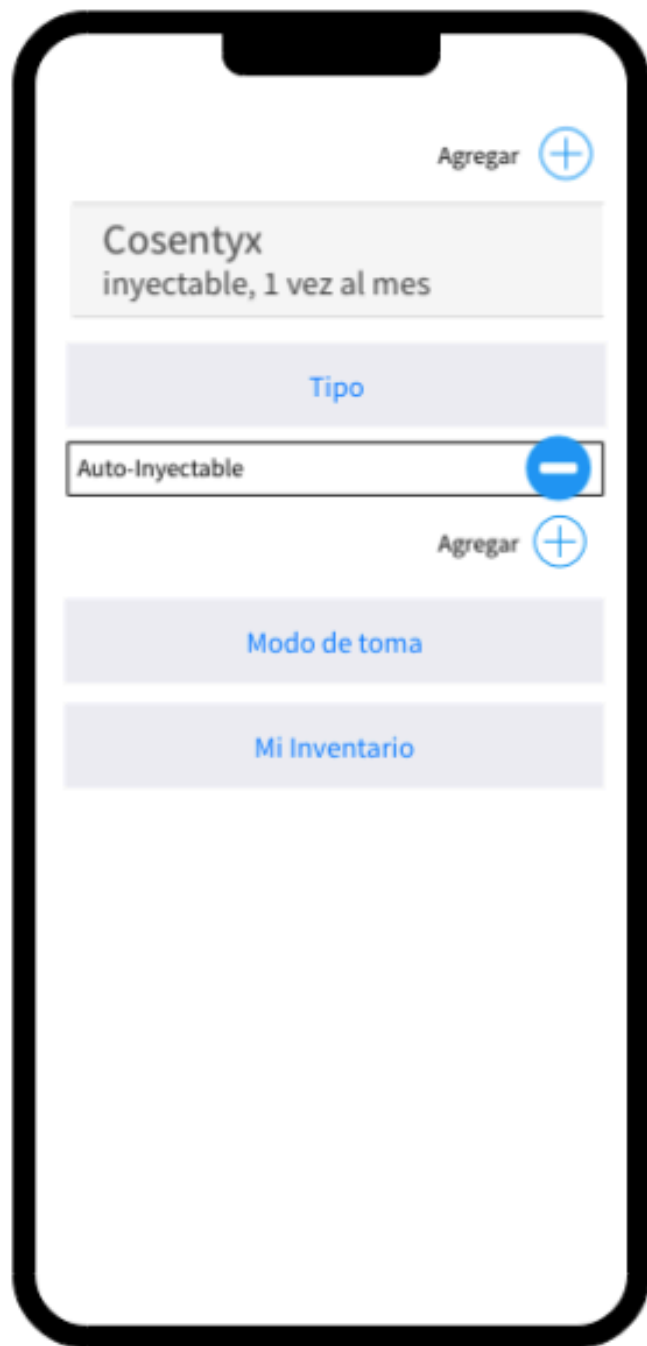 Agregar
Cosentyx
inyectable, 1 vez al mes
Tipo
Auto-Inyectable
Agregar
Modo de toma
Mi Inventario